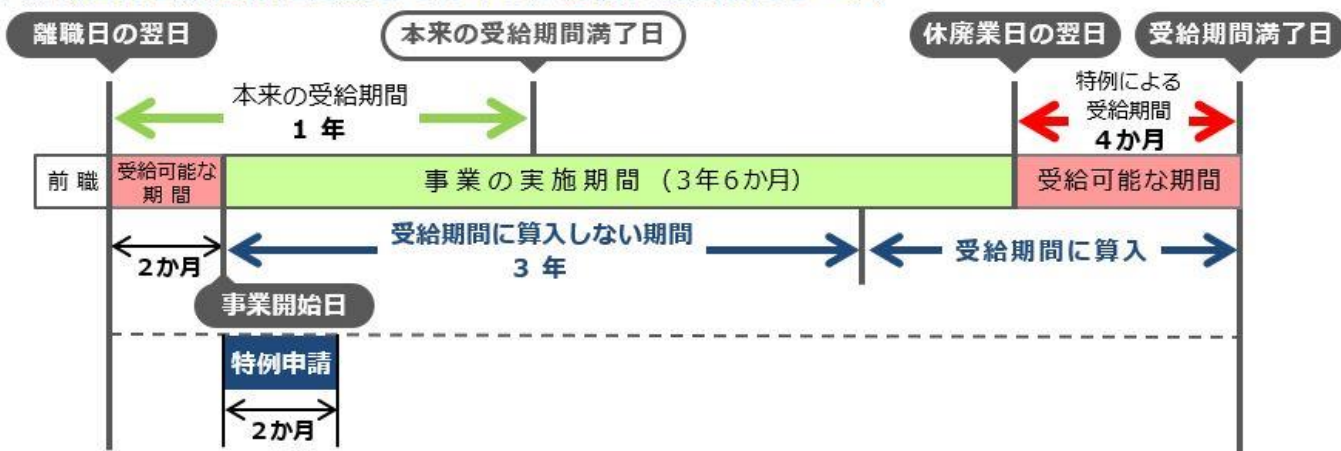 離職日の翌日
本来の受給期間満了日
休廃業日の翌日
受給期間満了日
本来の受給期間
1 年
特例による
受給期間
4か月
前職
受給可能な
期間
事業の実施期間（3年6か月）
受給可能な期間
2か月
受給期間に算入しない期間
3 年
受給期間に算入
事業開始日
特例申請
2か月